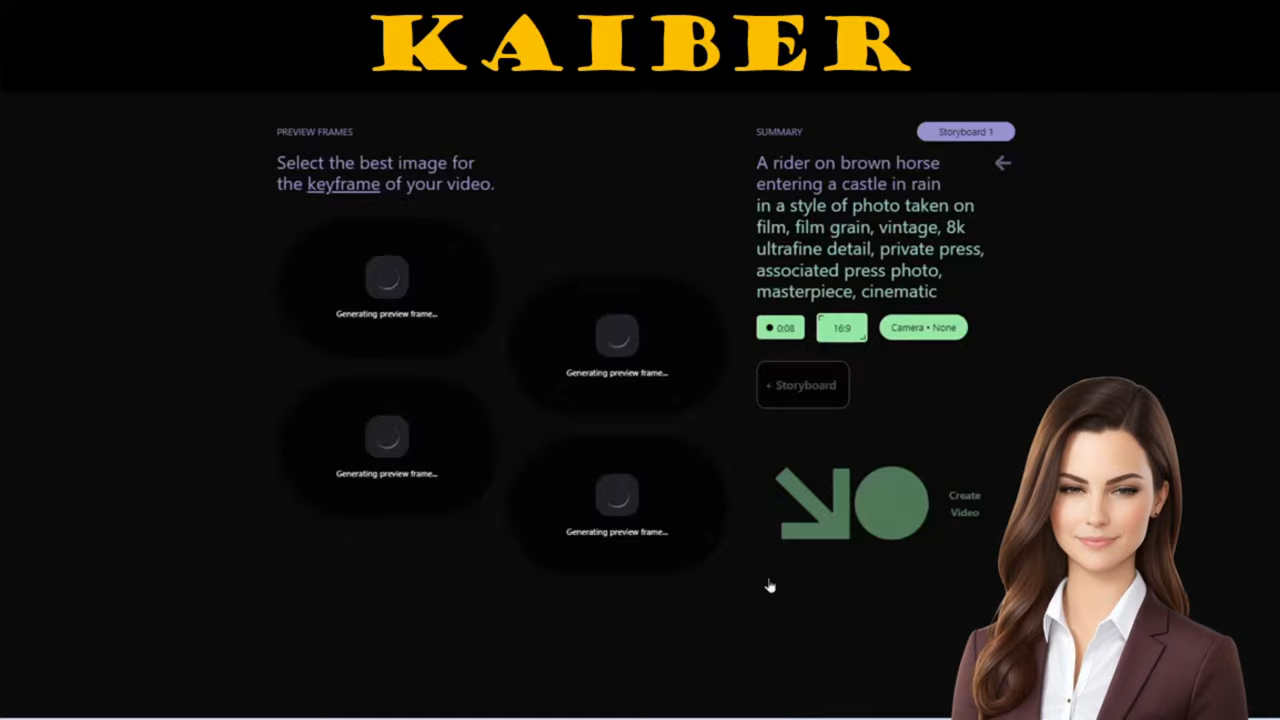 KAIBER
PREVIEW FRAMES
Select the best image for
the keyframe of your video.
Generating preview frame...
Generating preview frame...
Generating preview frame...
Generating preview frame...
SUMMARY
Storyboard 1
A rider on brown horse
entering a castle in rain
in a style of photo taken on
film, film grain, vintage, 8k
ultrafine detail, private press,
associated press photo,
masterpiece, cinematic
0:08
16:9
Camera • None
+ Storyboard
Create
Video